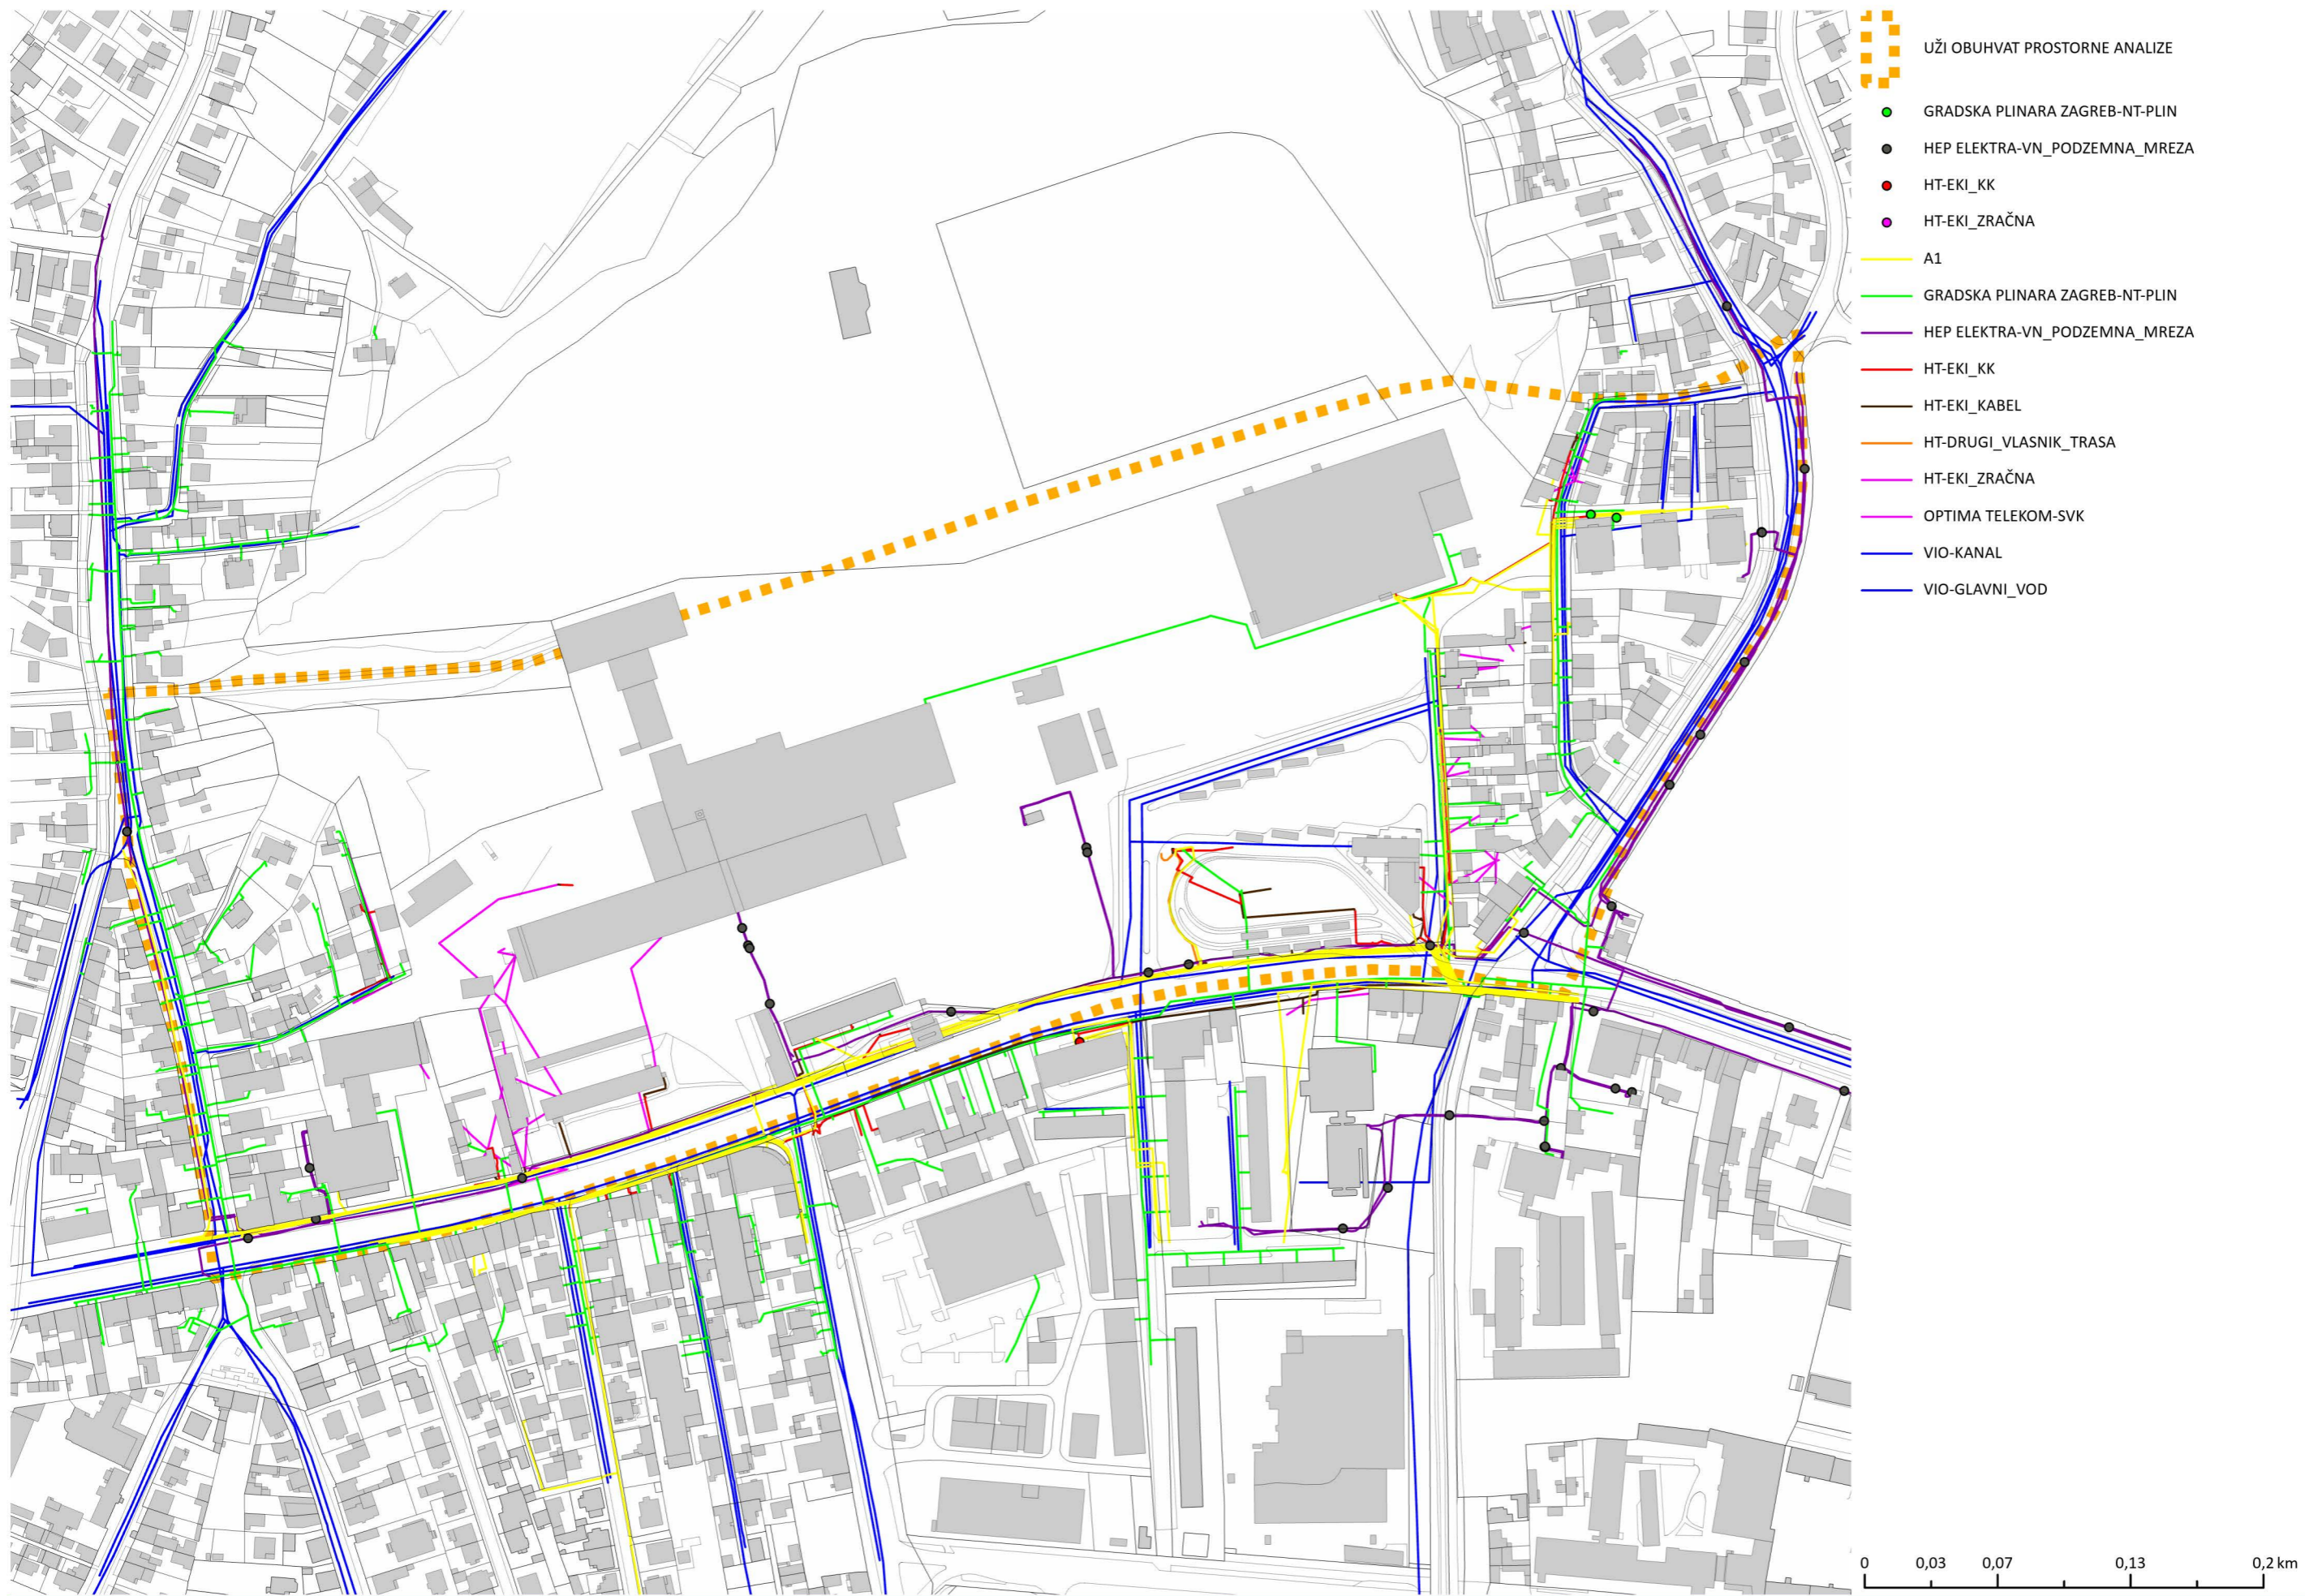 UŽI OBUHVAT PROSTORNE ANALIZE
GRADSKA PLINARA ZAGREB-NT-PLIN
HEP ELEKTRA-VN_PODZEMNA_MREZA
HT-EKI_KK
HT-EKI_ZRAČNA
A1
GRADSKA PLINARA ZAGREB-NT-PLIN
HEP ELEKTRA-VN_PODZEMNA_MREZA
HT-EKI_KK
HT-EKI_KABEL
HT-DRUGI_VLASNIK_TRASA
HT-EKI_ZRAČNA
OPTIMA TELEKOM-SVK
VIO-KANAL
VIO-GLAVNI_VOD
0 0,03 0,07 0,13 0,2 km